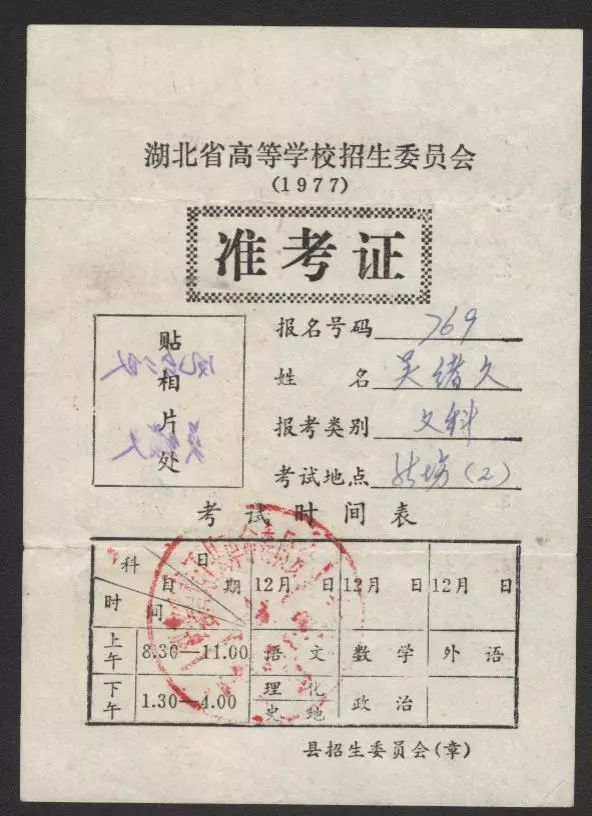 湖北省高等学校招生委员会
(1977)
准考证
贴相片处
报名号码 769
姓名 吴绪久
报考类别 文科
考试地点 (2)
考试时间表
科目 日期 时间 12月 日 12月 日 12月 日
上午 8.30—11.00 语文 数学 外语
下午 1.30—4.00 理化 史地 政治
县招生委员会(章)